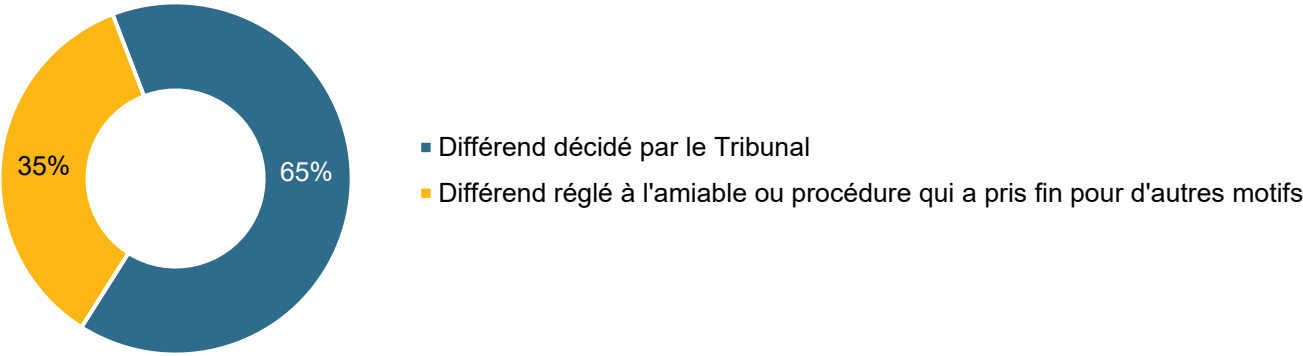 35%
65%
Différend décidé par le Tribunal
Différend réglé à l'amiable ou procédure qui a pris fin pour d'autres motifs